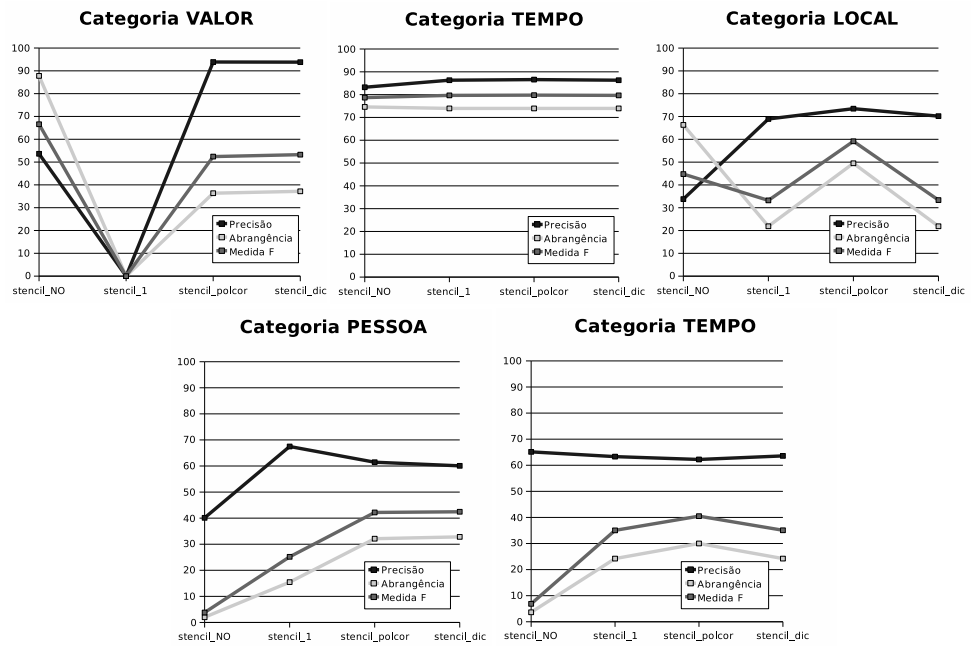 Categoria VALOR
100
90
80
70
60
50
40
30
20
10
0
Precisão
Abrangência
Medida F
stencil_NO stencil_1 stencil_polcor stencil_dic
Categoria TEMPO
100
90
80
70
60
50
40
30
20
10
0
Precisão
Abrangência
Medida F
stencil_NO stencil_1 stencil_polcor stencil_dic
Categoria LOCAL
100
90
80
70
60
50
40
30
20
10
0
Precisão
Abrangência
Medida F
stencil_NO stencil_1 stencil_polcor stencil_dic
Categoria PESSOA
100
90
80
70
60
50
40
30
20
10
0
Precisão
Abrangência
Medida F
stencil_NO stencil_1 stencil_polcor stencil_dic
Categoria TEMPO
100
90
80
70
60
50
40
30
20
10
0
Precisão
Abrangência
Medida F
stencil_NO stencil_1 stencil_polcor stencil_dic